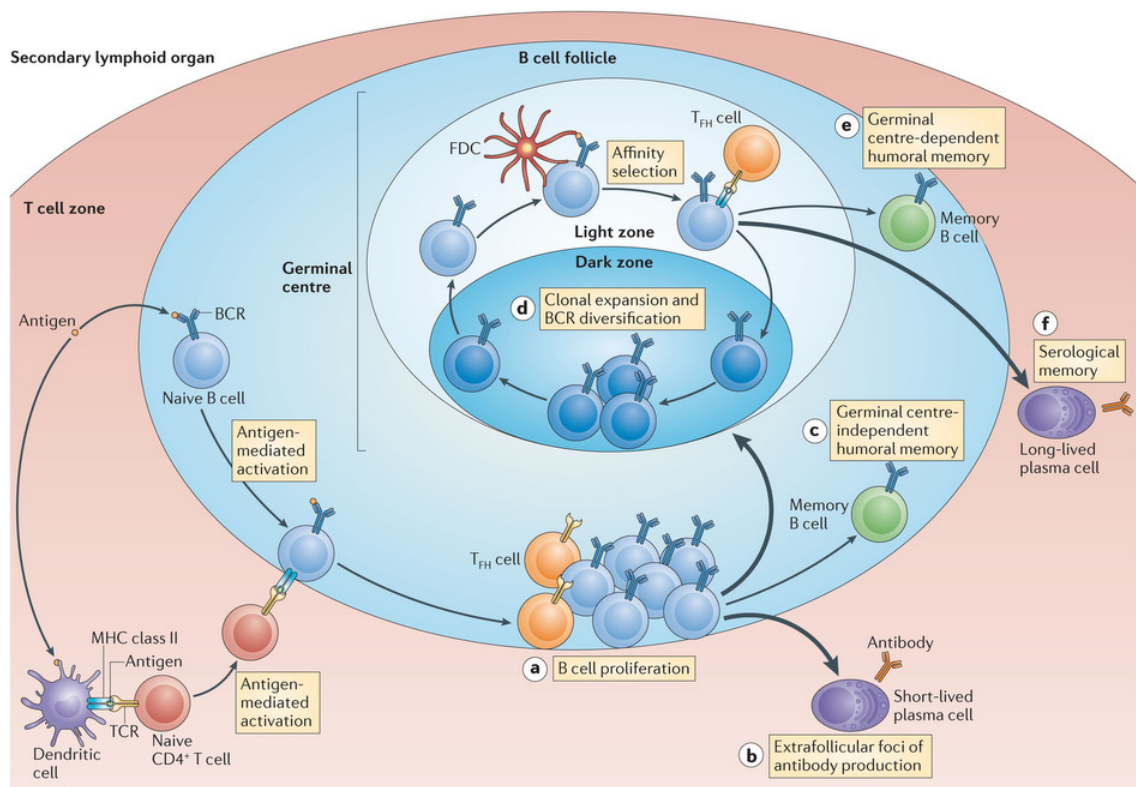 Secondary lymphoid organ
B cell follicle
T cell zone
Germinal
centre
FDC
Affinity
selection
T_FH cell
e
Germinal
centre-dependent
humoral memory
Memory
B cell
Light zone
Dark zone
d
Clonal expansion and
BCR diversification
f
Serological
memory
Long-lived
plasma cell
Antigen
BCR
Naive B cell
Antigen-
mediated
activation
c
Germinal centre-
independent
humoral memory
Memory
B cell
T_FH cell
a
B cell proliferation
MHC class II
Antigen
TCR
Dendritic
cell
Naive
CD4⁺ T cell
Antigen-
mediated
activation
Antibody
Short-lived
plasma cell
b
Extrafollicular foci of
antibody production